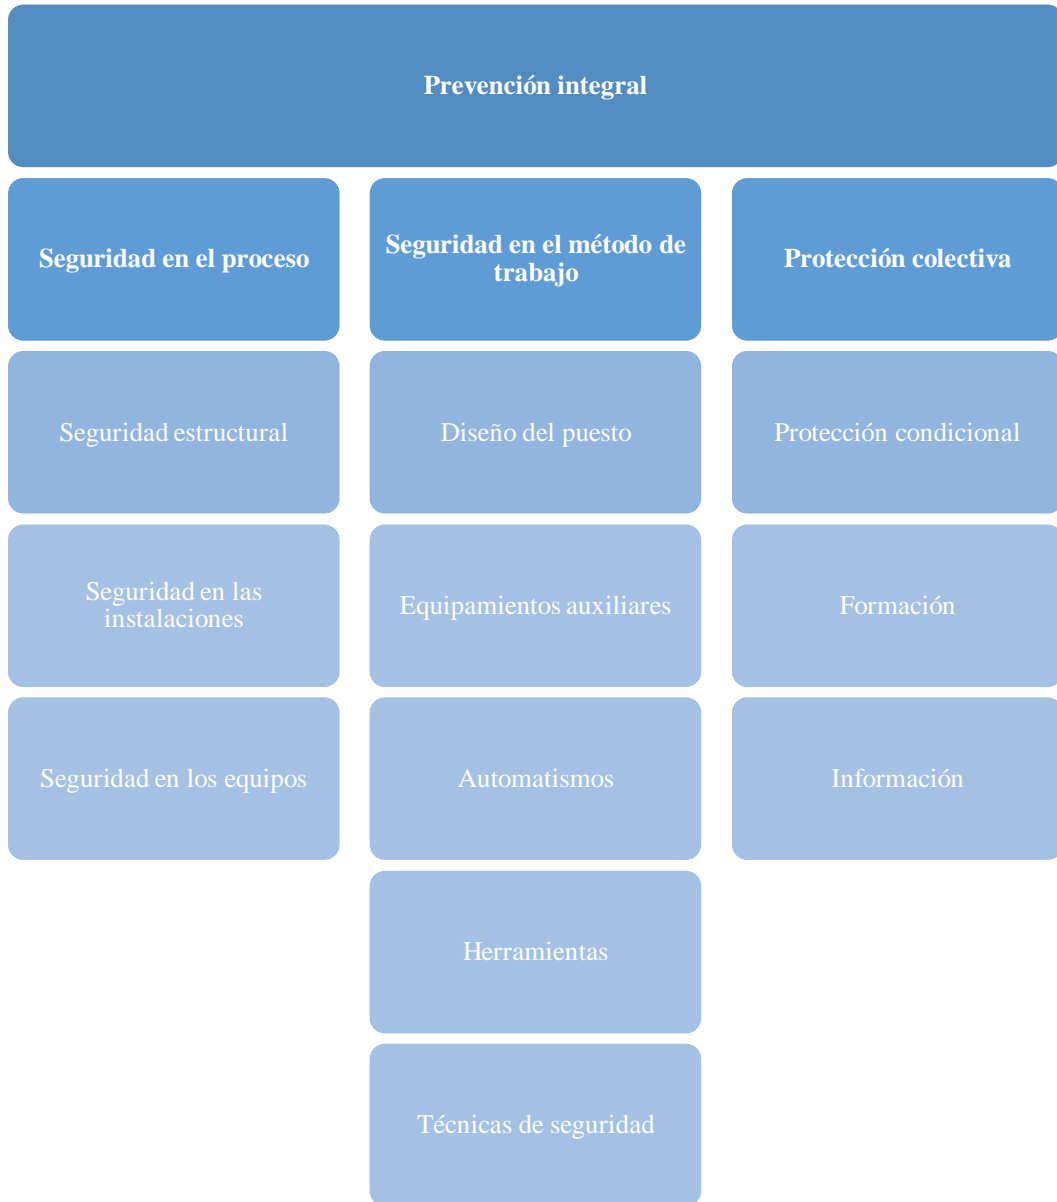 Prevención integral
Seguridad en el proceso
Seguridad en el método de
trabajo
Protección colectiva
Seguridad estructural
Diseño del puesto
Protección condicional
Seguridad en las
instalaciones
Equipamientos auxiliares
Formación
Seguridad en los equipos
Automatismos
Información
Herramientas
Técnicas de seguridad